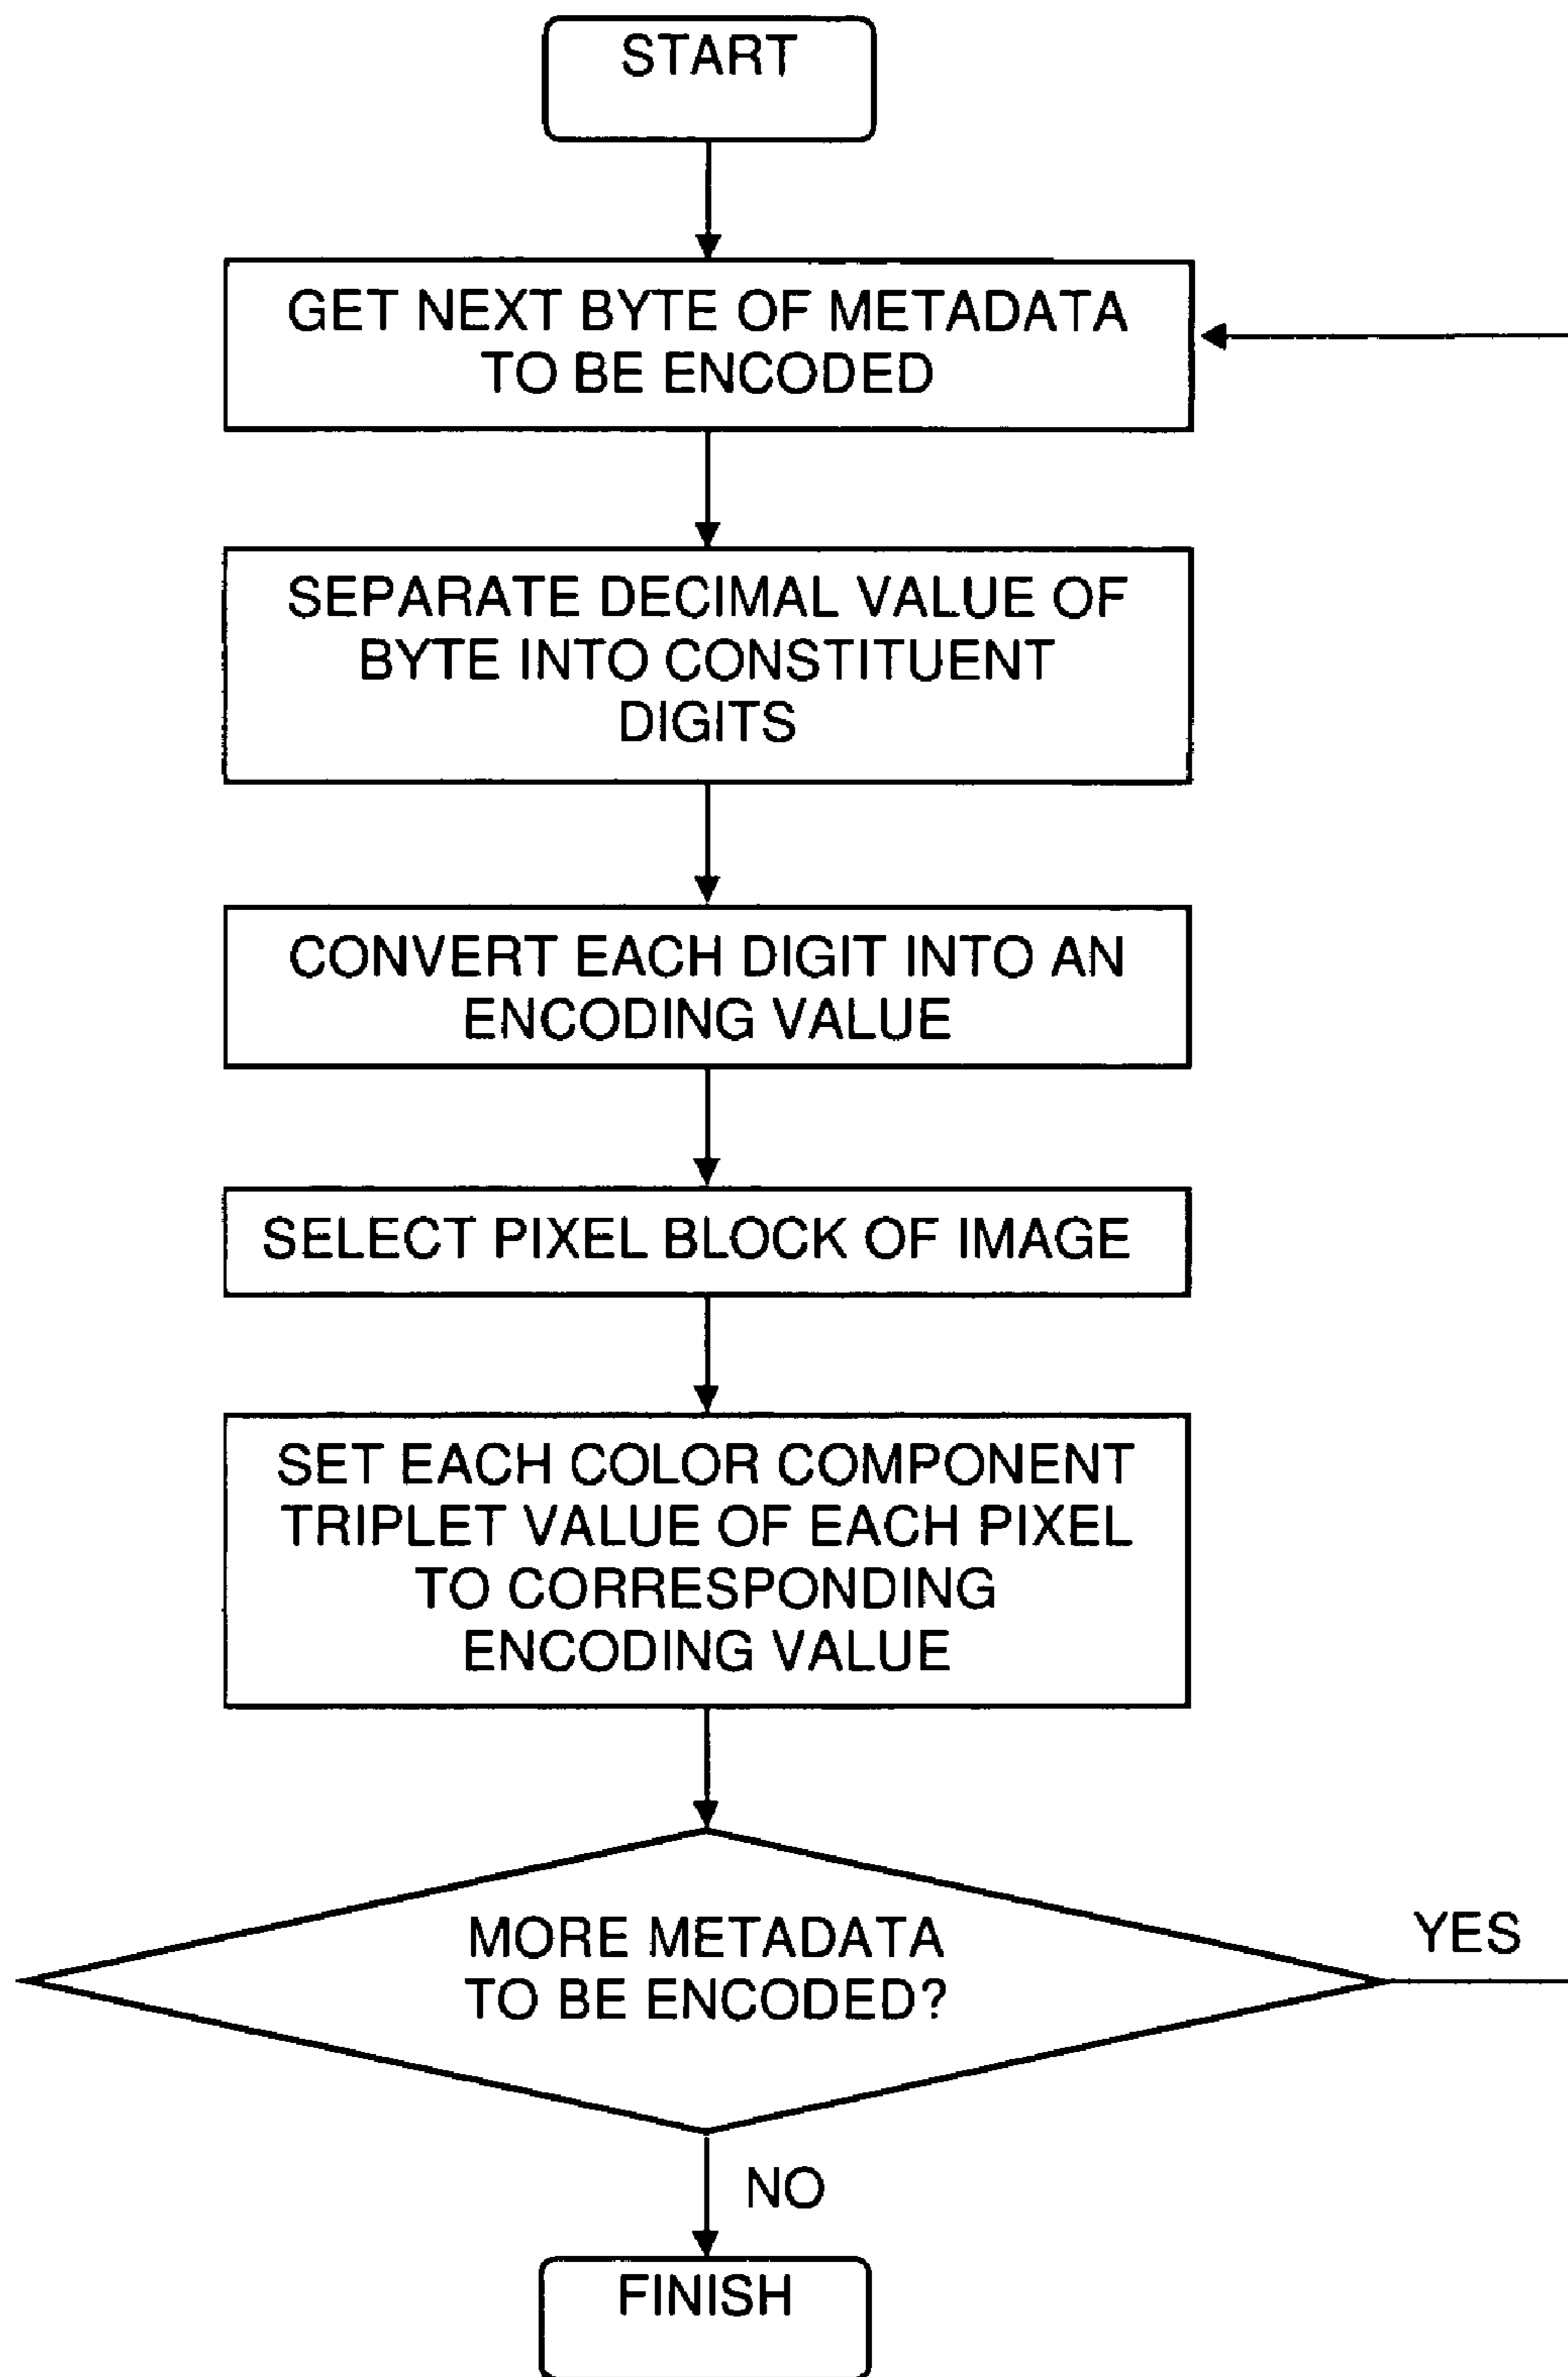 START
GET NEXT BYTE OF METADATA
TO BE ENCODED
SEPARATE DECIMAL VALUE OF
BYTE INTO CONSTITUENT
DIGITS
CONVERT EACH DIGIT INTO AN
ENCODING VALUE
SELECT PIXEL BLOCK OF IMAGE
SET EACH COLOR COMPONENT
TRIPLET VALUE OF EACH PIXEL
TO CORRESPONDING
ENCODING VALUE
MORE METADATA
TO BE ENCODED?
YES
NO
FINISH